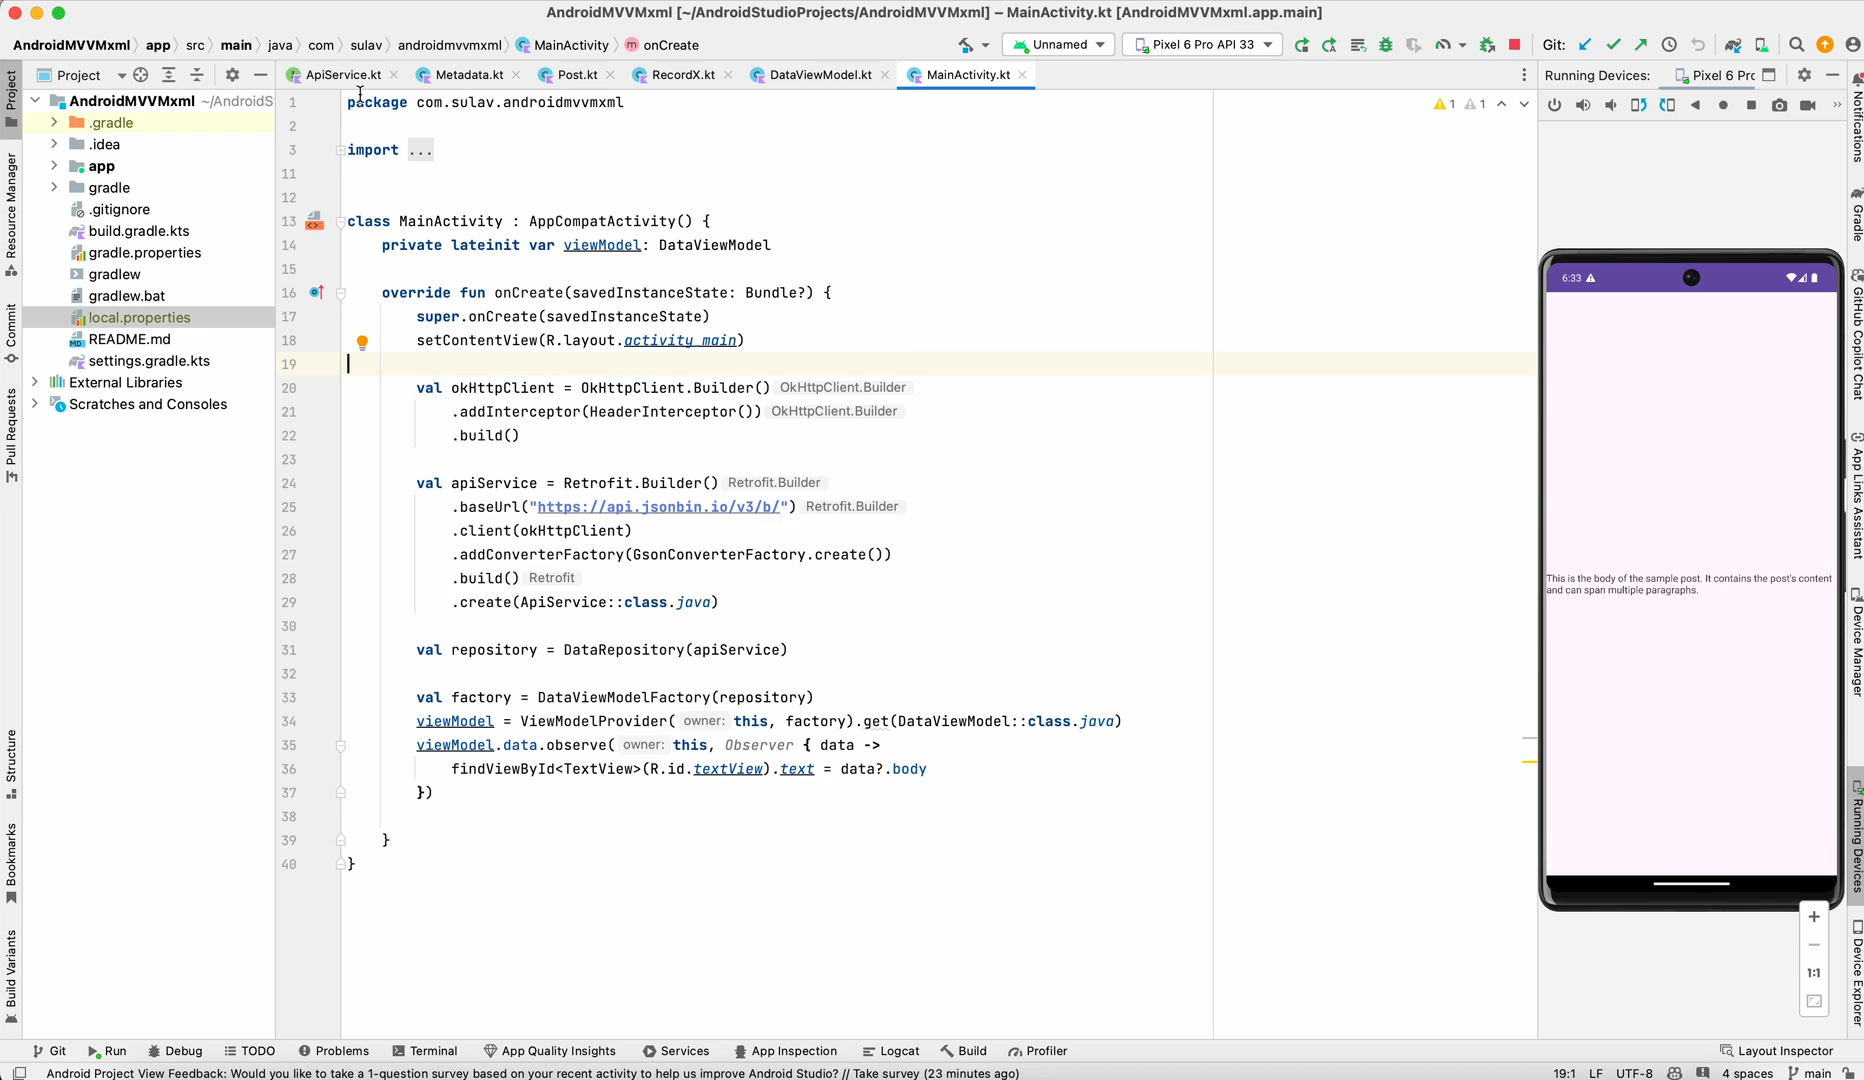 AndroidMVVMxml [~/AndroidStudioProjects/AndroidMVVMxml] – MainActivity.kt [AndroidMVVMxml.app.main]
AndroidMVVMxml app src main java com sulav androidmvvmxml MainActivity onCreate
Unnamed Pixel 6 Pro API 33 Git:
Project ApiService.kt Metadata.kt Post.kt RecordX.kt DataViewModel.kt MainActivity.kt Running Devices: Pixel 6 Prc
AndroidMVVMxml ~/AndroidS
.gradle
.idea
app
gradle
.gitignore
build.gradle.kts
gradle.properties
gradlew
gradlew.bat
local.properties
README.md
settings.gradle.kts
External Libraries
Scratches and Consoles
Project
Resource Manager
Commit
Pull Requests
Structure
Bookmarks
Build Variants
1 package com.sulav.androidmvvmxml
2
3 import ...
11
12
13 class MainActivity : AppCompatActivity() {
14 private lateinit var viewModel: DataViewModel
15
16 override fun onCreate(savedInstanceState: Bundle?) {
17 super.onCreate(savedInstanceState)
18 setContentView(R.layout.activity_main)
19
20 val okHttpClient = OkHttpClient.Builder() OkHttpClient.Builder
21 .addInterceptor(HeaderInterceptor()) OkHttpClient.Builder
22 .build()
23
24 val apiService = Retrofit.Builder() Retrofit.Builder
25 .baseUrl("https://api.jsonbin.io/v3/b/") Retrofit.Builder
26 .client(okHttpClient)
27 .addConverterFactory(GsonConverterFactory.create())
28 .build() Retrofit
29 .create(ApiService::class.java)
30
31 val repository = DataRepository(apiService)
32
33 val factory = DataViewModelFactory(repository)
34 viewModel = ViewModelProvider( owner: this, factory).get(DataViewModel::class.java)
35 viewModel.data.observe( owner: this, Observer { data ->
36 findViewById<TextView>(R.id.textView).text = data?.body
37 })
38
39 }
40 }
1 1
6:33
This is the body of the sample post. It contains the post's content
and can span multiple paragraphs.
1:1
Notifications
Gradle
GitHub Copilot Chat
App Links Assistant
Device Manager
Running Devices
Device Explorer
Git Run Debug TODO Problems Terminal App Quality Insights Services App Inspection Logcat Build Profiler Layout Inspector
Android Project View Feedback: Would you like to take a 1-question survey based on your recent activity to help us improve Android Studio? // Take survey (23 minutes ago) 19:1 LF UTF-8 4 spaces main